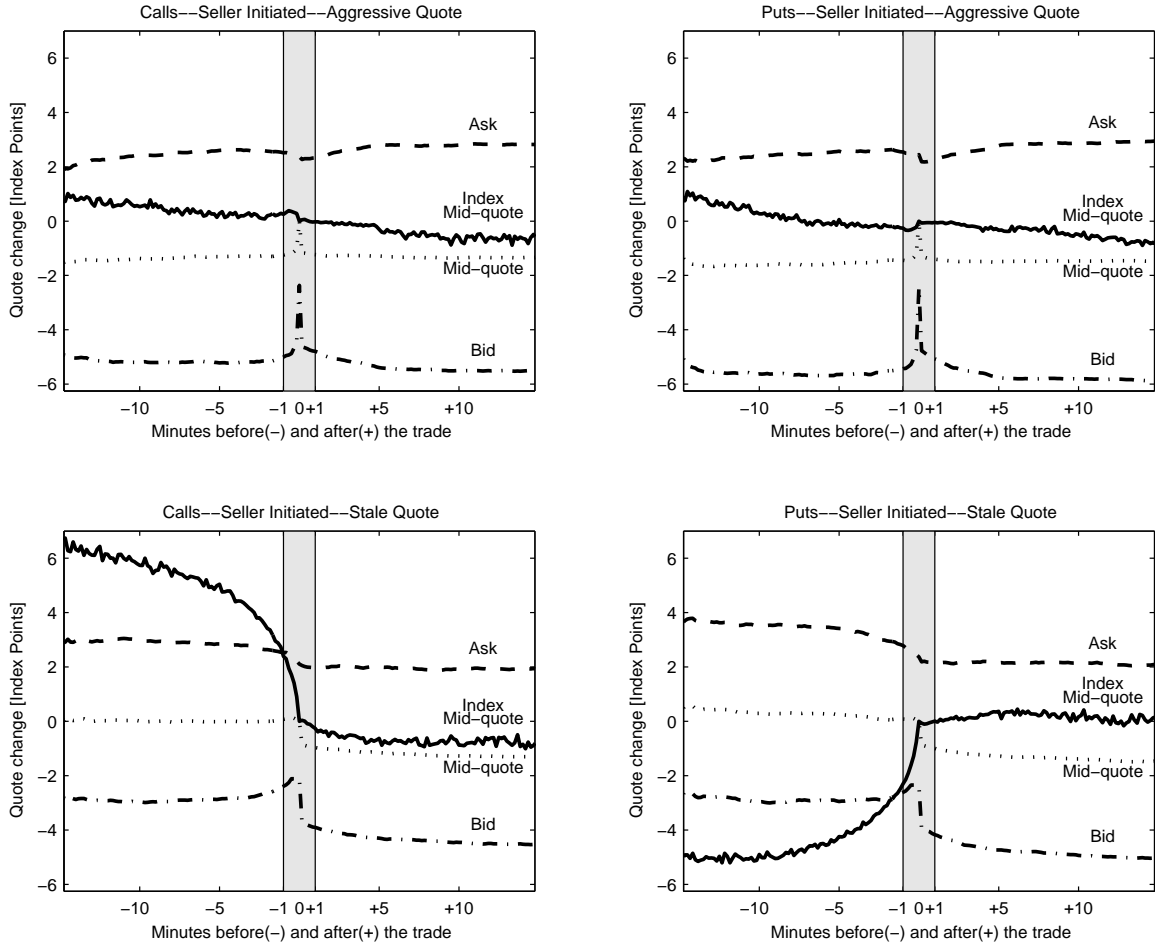 Calls−−Seller Initiated−−Aggressive Quote
Quote change [Index Points]
6
4
2
0
−2
−4
−6
Ask
Index
Mid−quote
Mid−quote
Bid
−10 −5 −1 0 +1 +5 +10
Minutes before(−) and after(+) the trade
Puts−−Seller Initiated−−Aggressive Quote
Quote change [Index Points]
6
4
2
0
−2
−4
−6
Ask
Index
Mid−quote
Mid−quote
Bid
−10 −5 −1 0 +1 +5 +10
Minutes before(−) and after(+) the trade
Calls−−Seller Initiated−−Stale Quote
Quote change [Index Points]
6
4
2
0
−2
−4
−6
Ask
Index
Mid−quote
Mid−quote
Bid
−10 −5 −1 0 +1 +5 +10
Minutes before(−) and after(+) the trade
Puts−−Seller Initiated−−Stale Quote
Quote change [Index Points]
6
4
2
0
−2
−4
−6
Ask
Index
Mid−quote
Mid−quote
Bid
−10 −5 −1 0 +1 +5 +10
Minutes before(−) and after(+) the trade